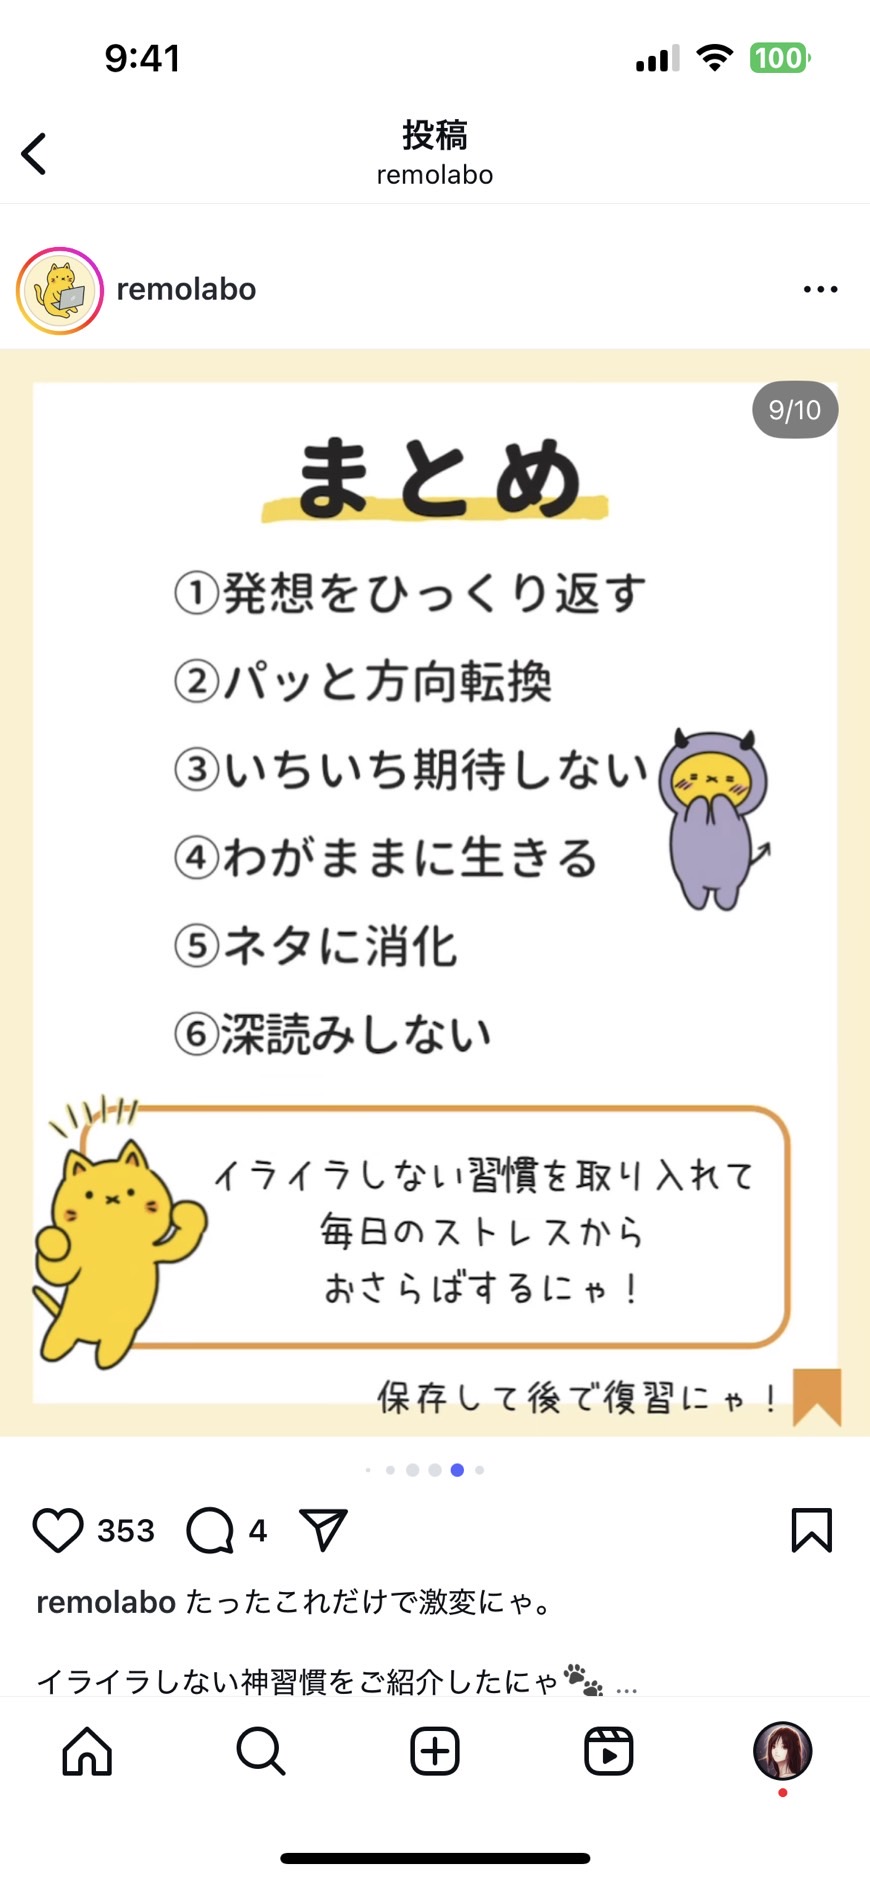 9:41
100
投稿
remolabo
remolabo
9/10
まとめ
①発想をひっくり返す
②パッと方向転換
③いちいち期待しない
④わがままに生きる
⑤ネタに消化
⑥深読みしない
イライラしない習慣を取り入れて
毎日のストレスから
おさらばするにゃ！
保存して後で復習にゃ！
353
4
remolabo たったこれだけで激変にゃ。
イライラしない神習慣をご紹介したにゃ🐾 ...